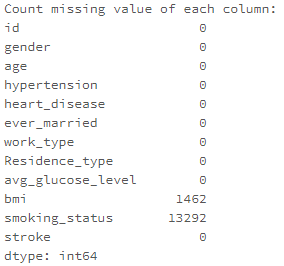 Count missing value of each column:
id 0
gender 0
age 0
hypertension 0
heart_disease 0
ever_married 0
work_type 0
Residence_type 0
avg_glucose_level 0
bmi 1462
smoking_status 13292
stroke 0
dtype: int64